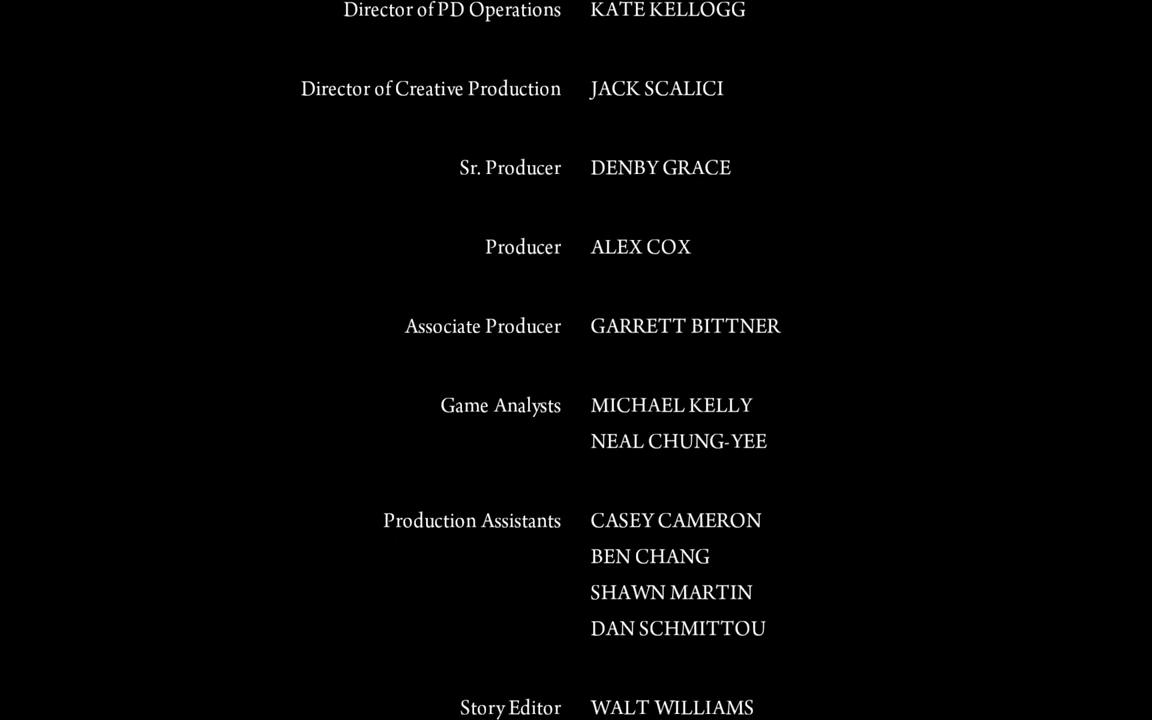 Director of PD Operations KATE KELLOGG
Director of Creative Production JACK SCALICI
Sr. Producer DENBY GRACE
Producer ALEX COX
Associate Producer GARRETT BITTNER
Game Analysts MICHAEL KELLY
NEAL CHUNG-YEE
Production Assistants CASEY CAMERON
BEN CHANG
SHAWN MARTIN
DAN SCHMITTOU
Story Editor WALT WILLIAMS